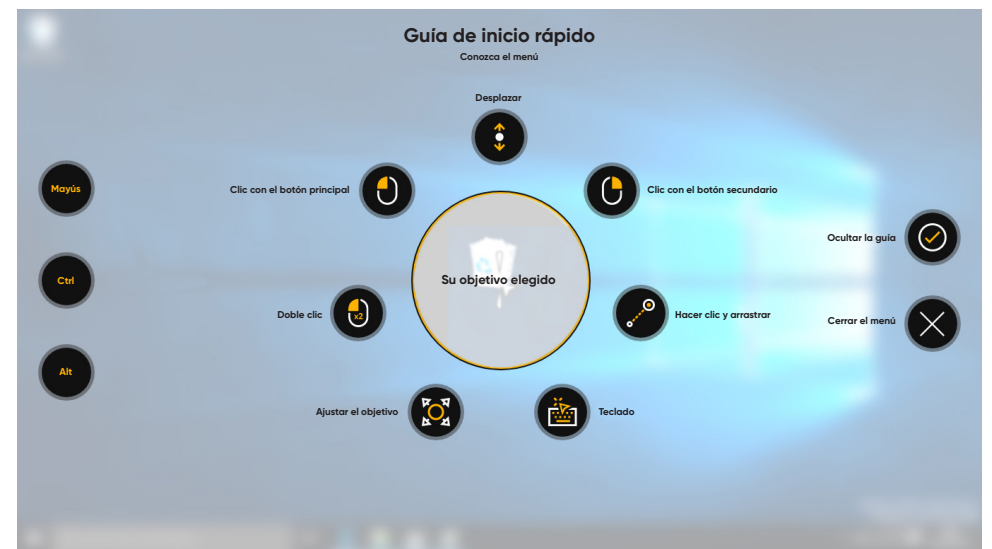 Guía de inicio rápido
Conozca el menú
Desplazar
Mayús
Clic con el botón principal
Clic con el botón secundario
Ocultar la guía
Ctrl
Su objetivo elegido
Doble clic
x2
Hacer clic y arrastrar
Cerrar el menú
Alt
Ajustar el objetivo
Teclado